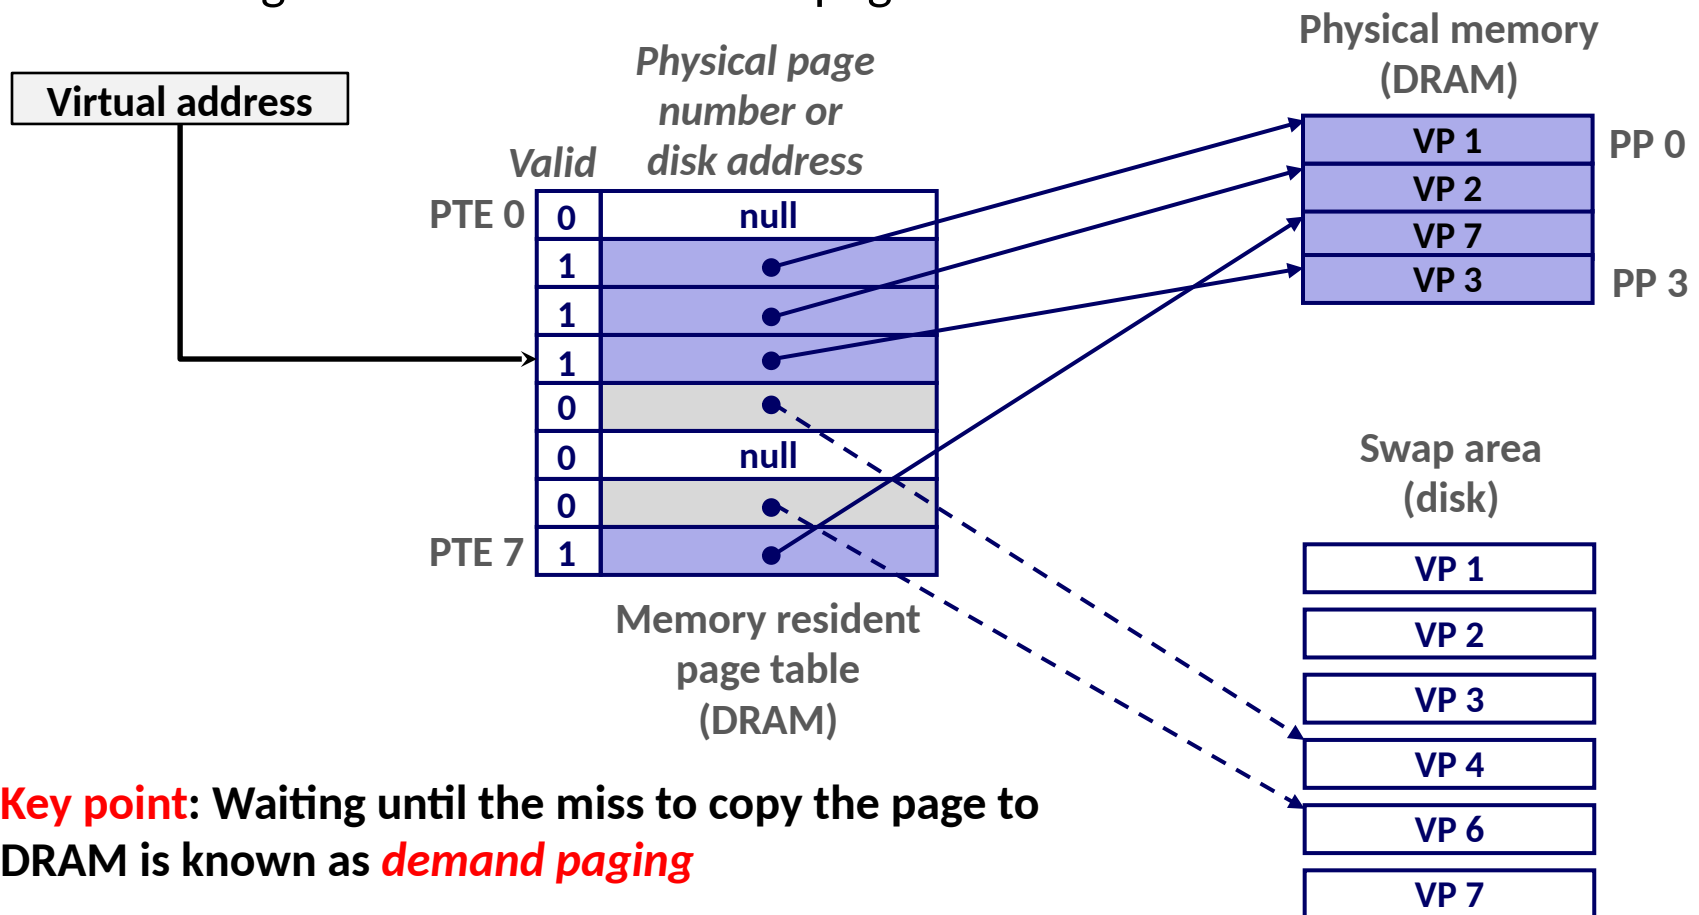 Virtual address
Physical page
number or
disk address
Valid
PTE 0
0
null
1
1
1
0
0
null
0
PTE 7
1
Memory resident
page table
(DRAM)
Physical memory
(DRAM)
VP 1
PP 0
VP 2
VP 7
VP 3
PP 3
Swap area
(disk)
VP 1
VP 2
VP 3
VP 4
VP 6
VP 7
Key point: Waiting until the miss to copy the page to
DRAM is known as demand paging